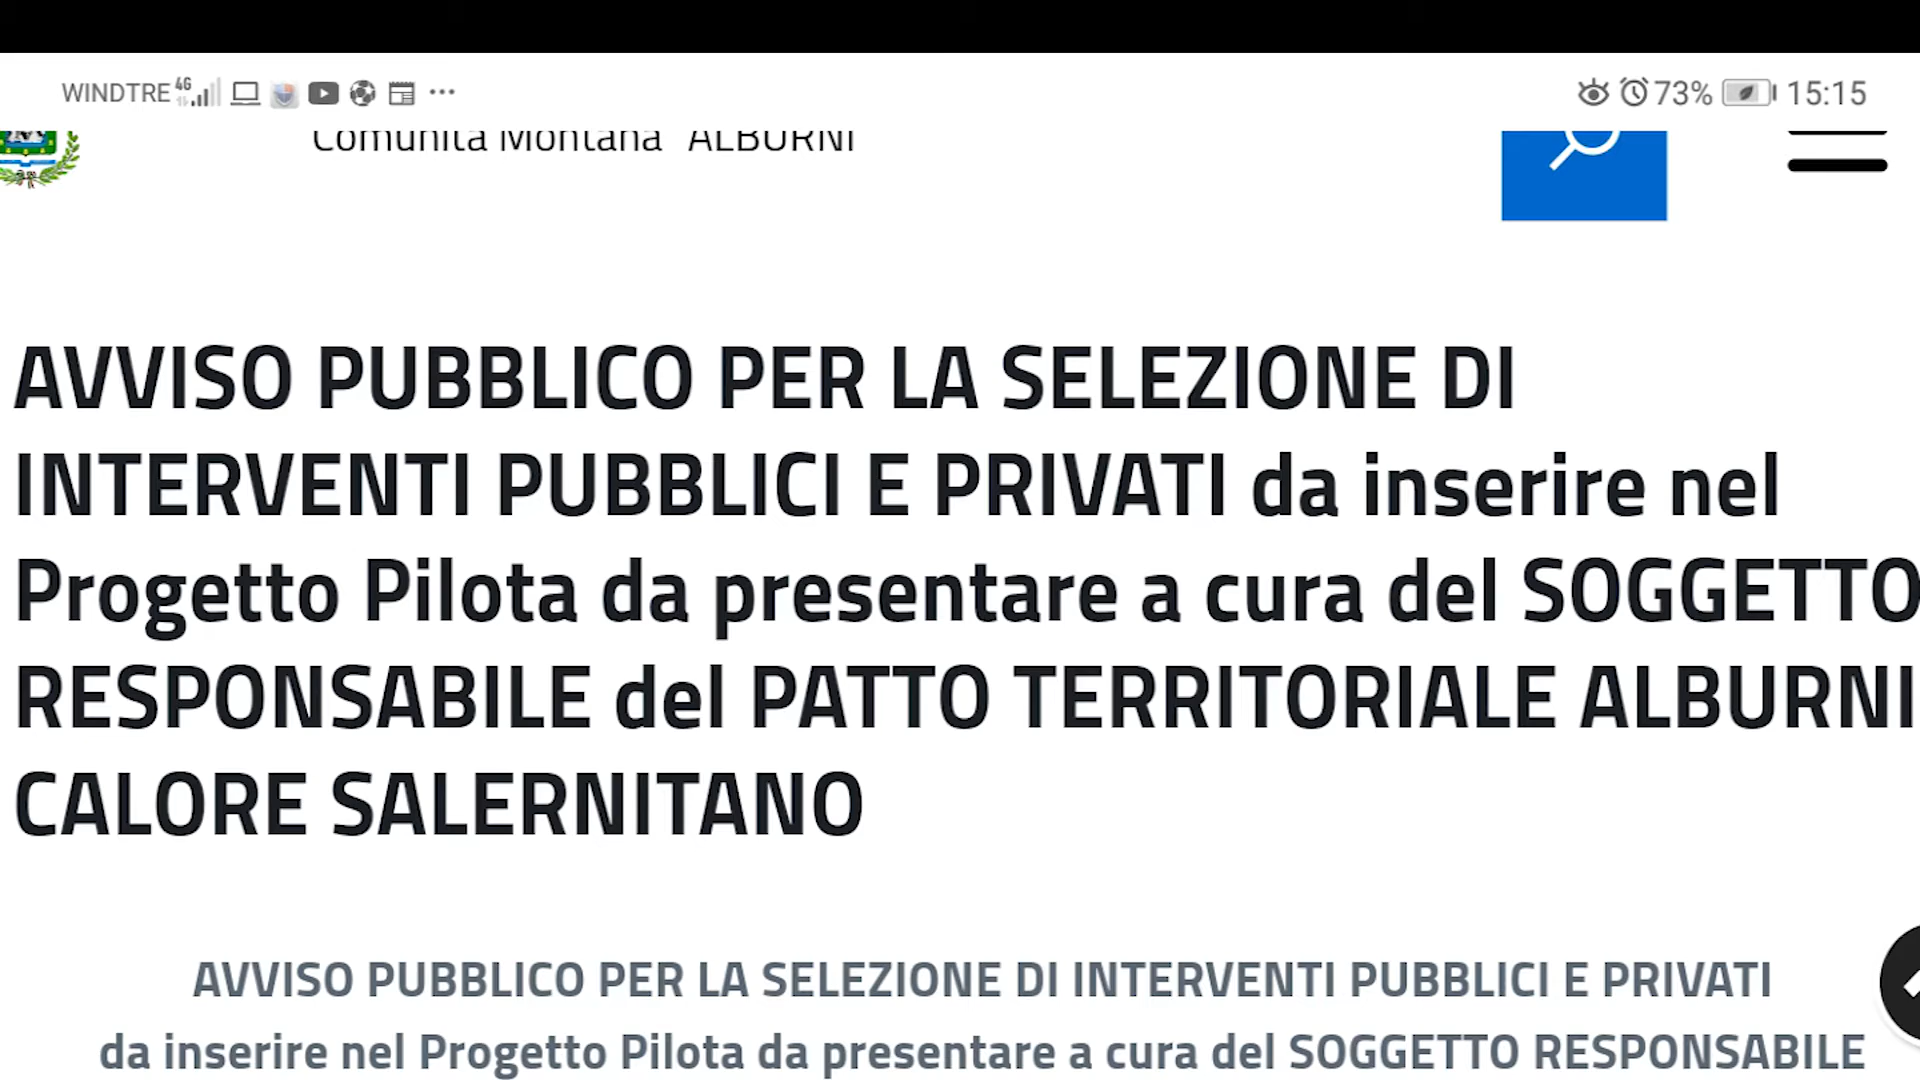 WINDTRE 4G 73% 15:15
Comunità Montana ALBURNI
AVVISO PUBBLICO PER LA SELEZIONE DI
INTERVENTI PUBBLICI E PRIVATI da inserire nel
Progetto Pilota da presentare a cura del SOGGETTO
RESPONSABILE del PATTO TERRITORIALE ALBURNI
CALORE SALERNITANO
AVVISO PUBBLICO PER LA SELEZIONE DI INTERVENTI PUBBLICI E PRIVATI
da inserire nel Progetto Pilota da presentare a cura del SOGGETTO RESPONSABILE